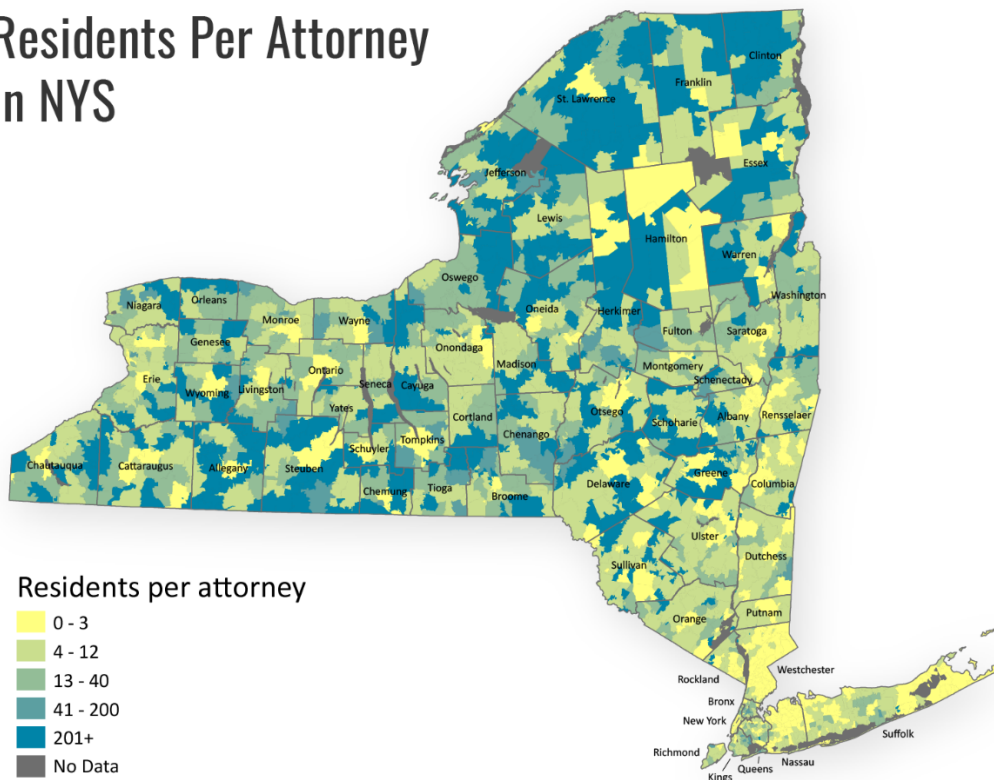 Residents Per Attorney
n NYS
Clinton
Franklin
St. Lawrence
Essex
Jefferson
Lewis
Hamilton
Warren
Oswego
Washington
Oneida
Herkimer
Niagara
Orleans
Monroe
Wayne
Fulton
Saratoga
Genesee
Onondaga
Madison
Montgomery
Schenectady
Erie
Wyoming
Livingston
Ontario
Seneca
Cayuga
Yates
Cortland
Otsego
Schoharie
Albany
Rensselaer
Chenango
Tompkins
Schuyler
Chautauqua
Cattaraugus
Allegany
Steuben
Chemung
Tioga
Broome
Delaware
Greene
Columbia
Ulster
Dutchess
Sullivan
Orange
Putnam
Rockland
Westchester
Bronx
New York
Richmond
Kings
Queens
Nassau
Suffolk
Residents per attorney
0 - 3
4 - 12
13 - 40
41 - 200
201+
No Data